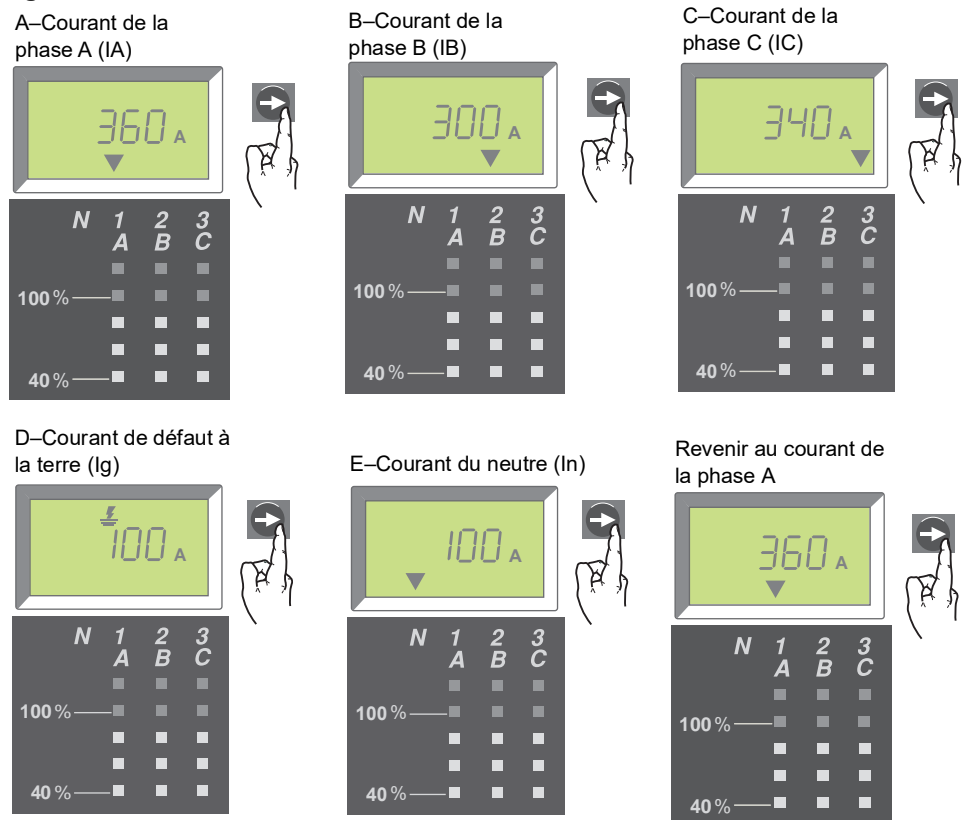 A–Courant de la
phase A (IA)
360 A
N 1 2 3
A B C
100 %
40 %
B–Courant de la
phase B (IB)
300 A
N 1 2 3
A B C
100 %
40 %
C–Courant de la
phase C (IC)
340 A
N 1 2 3
A B C
100 %
40 %
D–Courant de défaut à
la terre (Ig)
100 A
N 1 2 3
A B C
100 %
40 %
E–Courant du neutre (In)
100 A
N 1 2 3
A B C
100 %
40 %
Revenir au courant de
la phase A
360 A
N 1 2 3
A B C
100 %
40 %